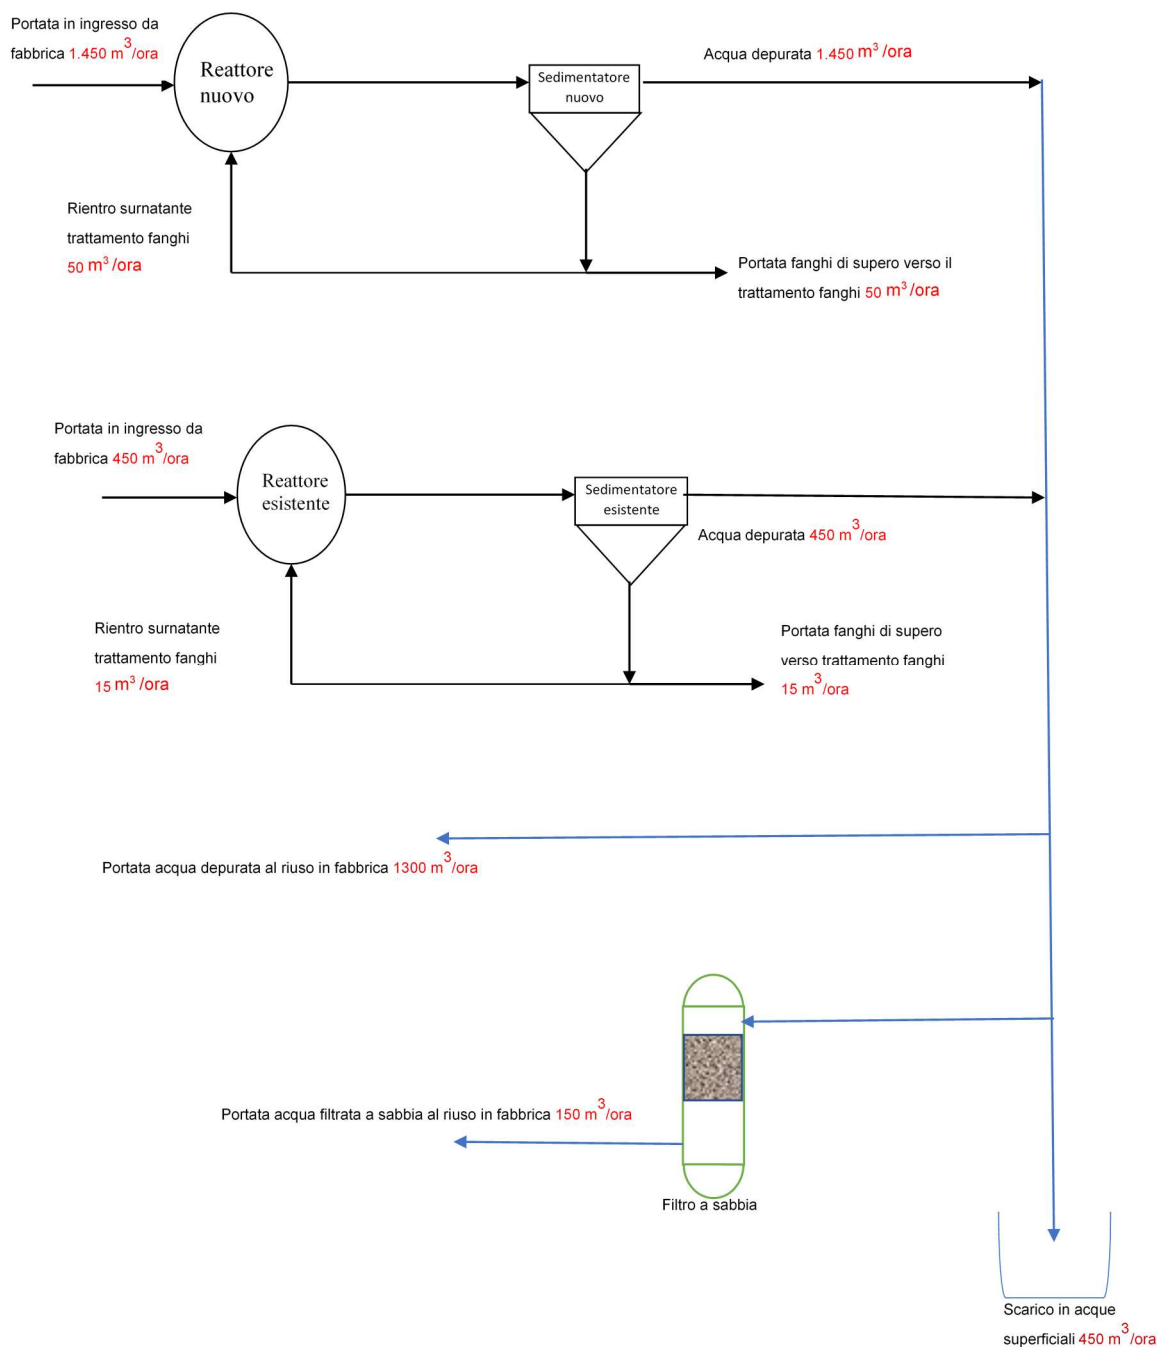 Portata in ingresso da
fabbrica 1.450 m³/ora
Reattore
nuovo
Sedimentatore
nuovo
Acqua depurata 1.450 m³ /ora
Rientro surnatante
trattamento fanghi
50 m³ /ora
Portata fanghi di supero verso il
trattamento fanghi 50 m³/ora
Portata in ingresso da
fabbrica 450 m³/ora
Reattore
esistente
Sedimentatore
esistente
Acqua depurata 450 m³/ora
Rientro surnatante
trattamento fanghi
15 m³ /ora
Portata fanghi di supero
verso trattamento fanghi
15 m³/ora
Portata acqua depurata al riuso in fabbrica 1300 m³/ora
Portata acqua filtrata a sabbia al riuso in fabbrica 150 m³/ora
Filtro a sabbia
Scarico in acque
superficiali 450 m³/ora